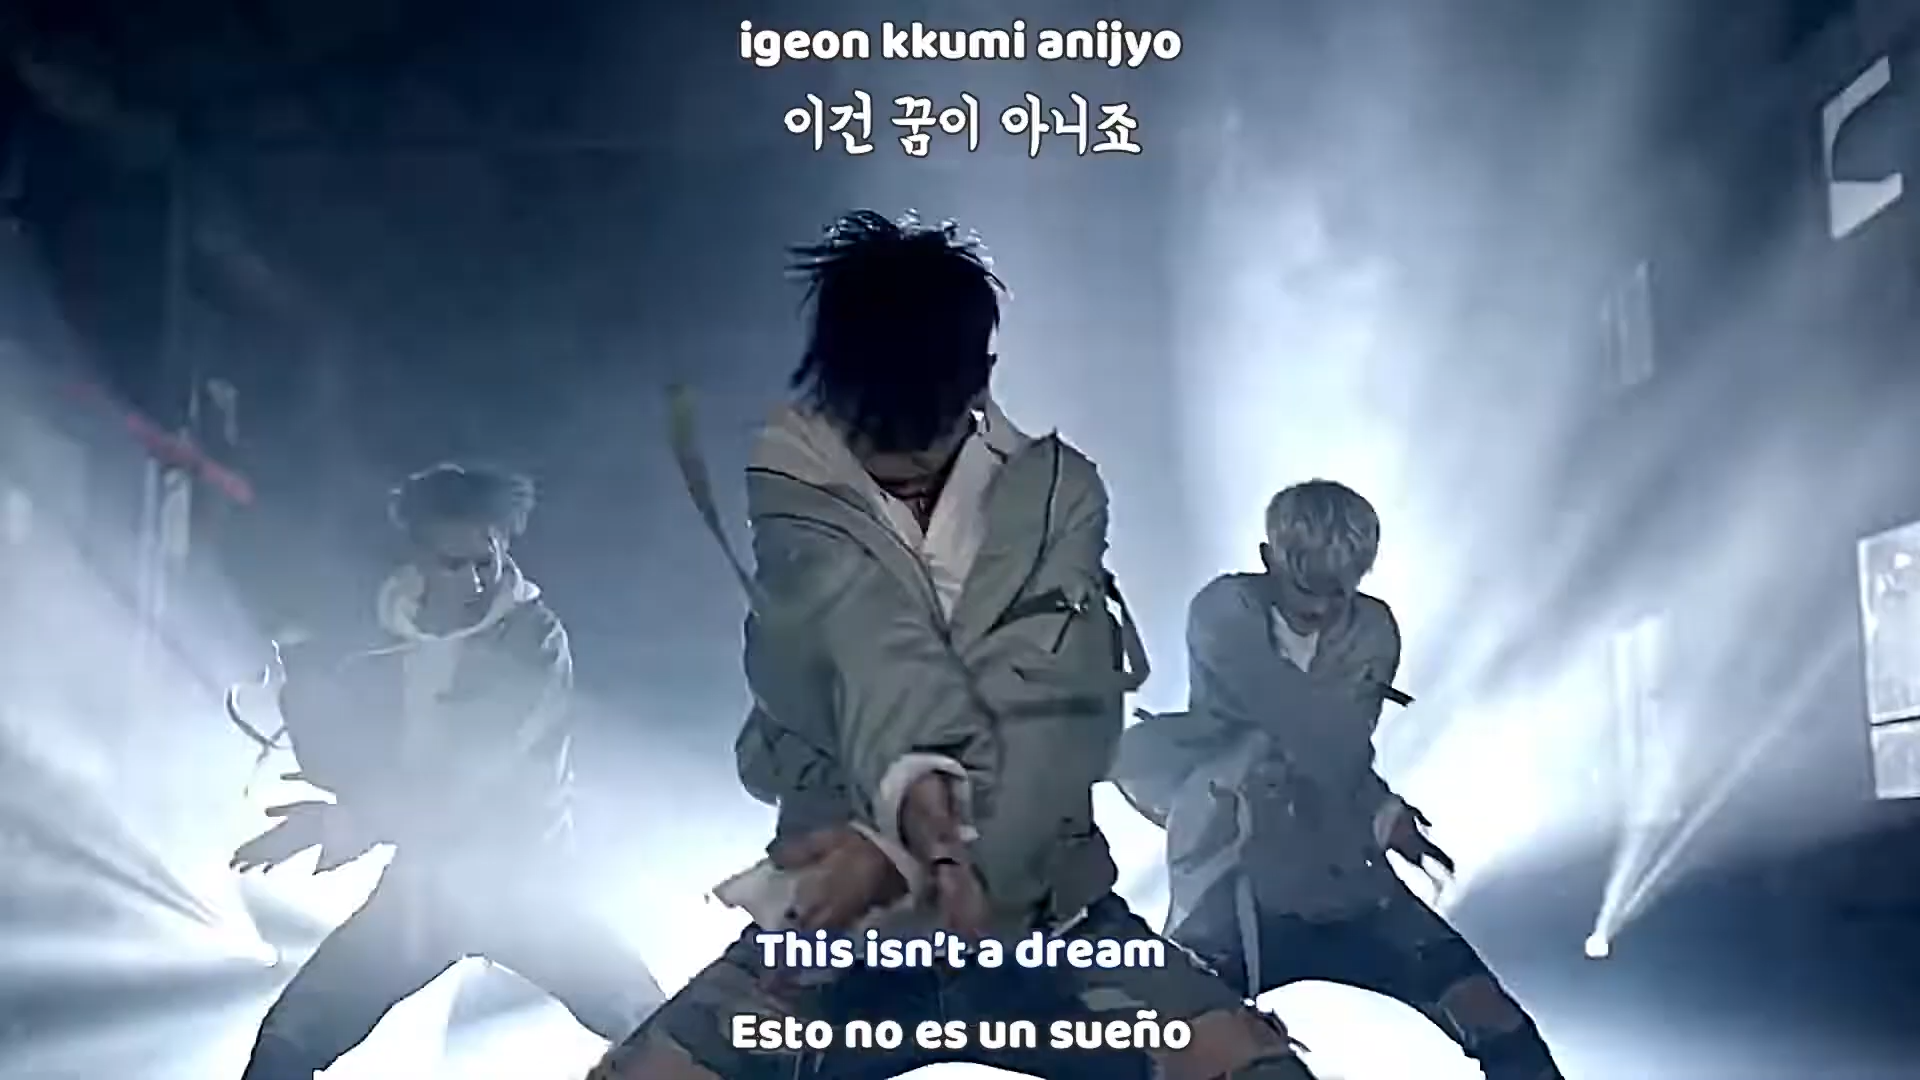 igeon kkumi anijyo
이건 꿈이 아니죠
This isn't a dream
Esto no es un sueño